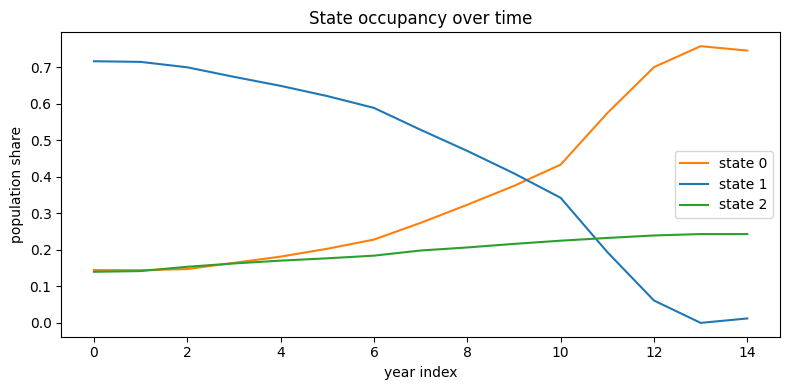 State occupancy over time
population share
0.7
0.6
0.5
0.4
0.3
0.2
0.1
0.0
state 0
state 1
state 2
0 2 4 6 8 10 12 14
year index